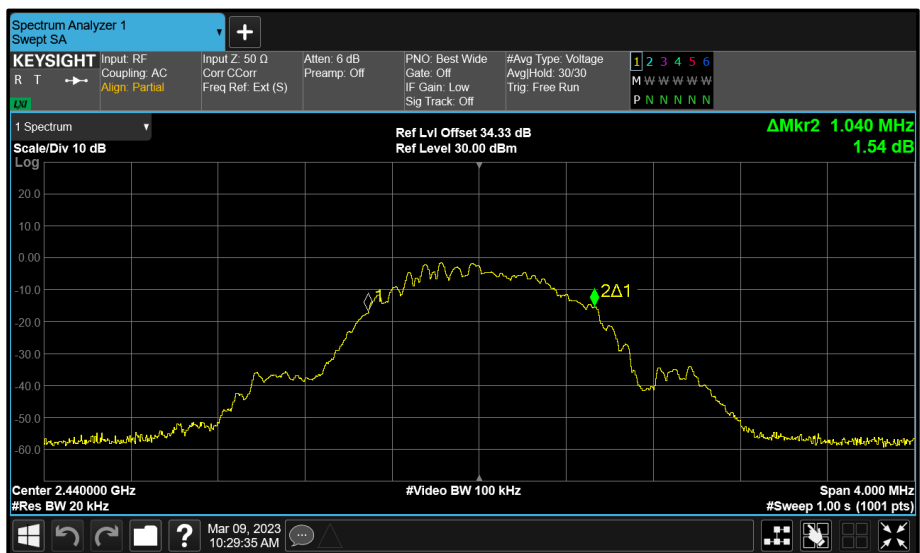 Spectrum Analyzer 1
Swept SA
+
KEYSIGHT
R T
LXI
Input: RF
Coupling: AC
Align: Partial
Input Z: 50 Ω
Corr CCorr
Freq Ref: Ext (S)
Atten: 6 dB
Preamp: Off
PNO: Best Wide
Gate: Off
IF Gain: Low
Sig Track: Off
#Avg Type: Voltage
Avg|Hold: 30/30
Trig: Free Run
1 2 3 4 5 6
M W W W W W
P N N N N N
1 Spectrum
Scale/Div 10 dB
Log
Ref Lvl Offset 34.33 dB
Ref Level 30.00 dBm
ΔMkr2 1.040 MHz
1.54 dB
20.0
10.0
0.00
-10.0
-20.0
-30.0
-40.0
-50.0
-60.0
1
2Δ1
Center 2.440000 GHz
#Res BW 20 kHz
#Video BW 100 kHz
Span 4.000 MHz
#Sweep 1.00 s (1001 pts)
?
Mar 09, 2023
10:29:35 AM